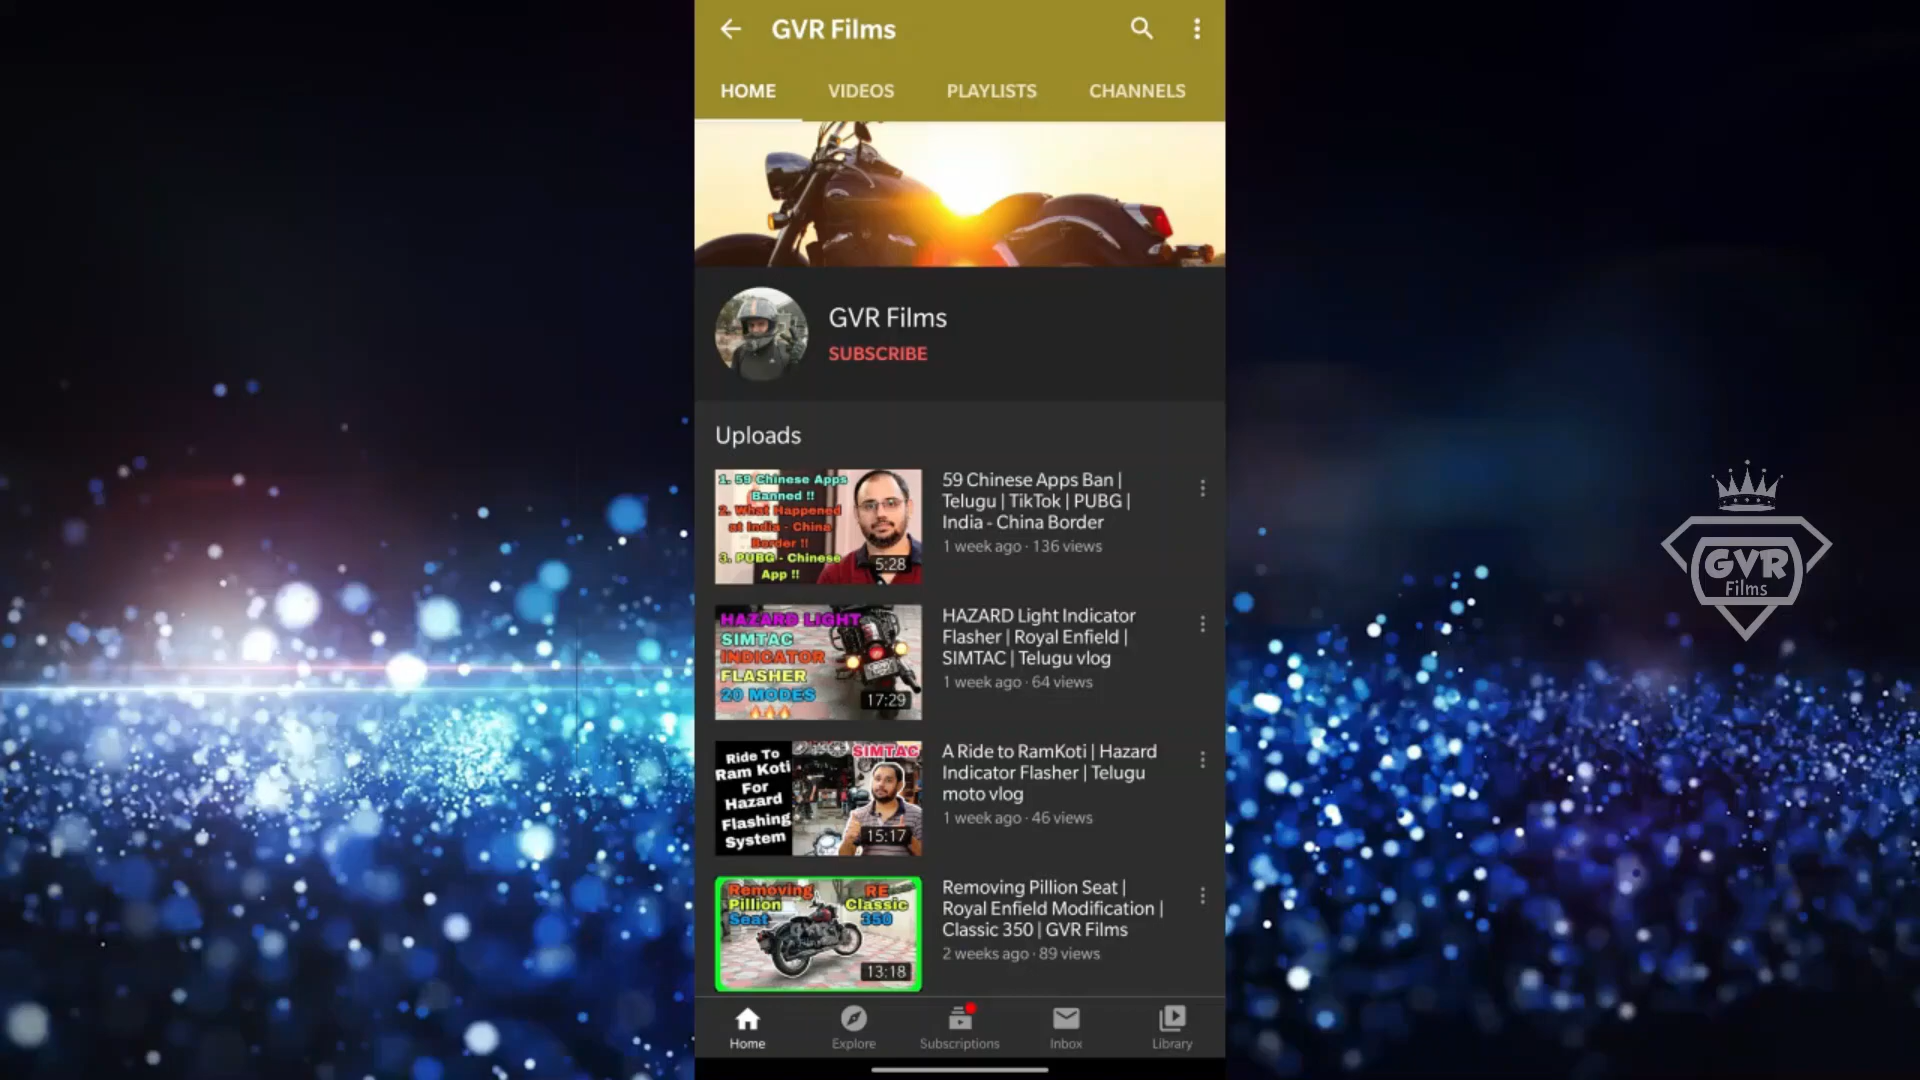 GVR Films
HOME VIDEOS PLAYLISTS CHANNELS
GVR Films
SUBSCRIBE
Uploads
1. 59 Chinese Apps
Banned !!
2. What Happened
at India - China
Border !!
3. PUBG - Chinese
App !!
5:28
59 Chinese Apps Ban |
Telugu | TikTok | PUBG |
India - China Border
1 week ago · 136 views
HAZARD LIGHT
SIMTAC
INDICATOR
FLASHER
20 MODES
17:29
HAZARD Light Indicator
Flasher | Royal Enfield |
SIMTAC | Telugu vlog
1 week ago · 64 views
Ride To
Ram Koti
For
Hazard
Flashing
System
SIMTAC
15:17
A Ride to RamKoti | Hazard
Indicator Flasher | Telugu
moto vlog
1 week ago · 46 views
Removing
Pillion
Seat
RE
Classic
350
GVR
13:18
Removing Pillion Seat |
Royal Enfield Modification |
Classic 350 | GVR Films
2 weeks ago · 89 views
Home Explore Subscriptions Inbox Library
GVR
Films